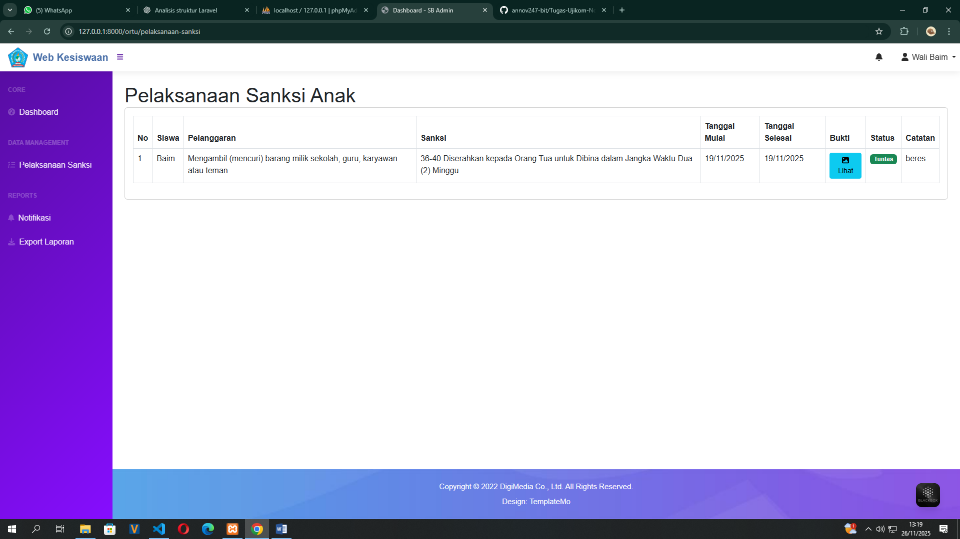 (5) WhatsApp
Analisis struktur Laravel
localhost / 127.0.0.1 | phpMyA
Dashboard - SB Admin
annov247-bit/Tugas-Ujikom-N
127.0.0.1:8000/ortu/pelaksanaan-sanksi
Web Kesiswaan
Wali Baim
CORE
Dashboard
DATA MANAGEMENT
Pelaksanaan Sanksi
REPORTS
Notifikasi
Export Laporan
Pelaksanaan Sanksi Anak
No Siswa Pelanggaran Sanksi Tanggal Mulai Tanggal Selesai Bukti Status Catatan
1 Baim Mengambil (mencuri) barang milik sekolah, guru, karyawan atau teman 36-40 Diserahkan kepada Orang Tua untuk Dibina dalam Jangka Waktu Dua (2) Minggu 19/11/2025 19/11/2025 Lihat Tuntas beres
Copyright © 2022 DigiMedia Co., Ltd. All Rights Reserved.
Design: TemplateMo
13:19
26/11/2025